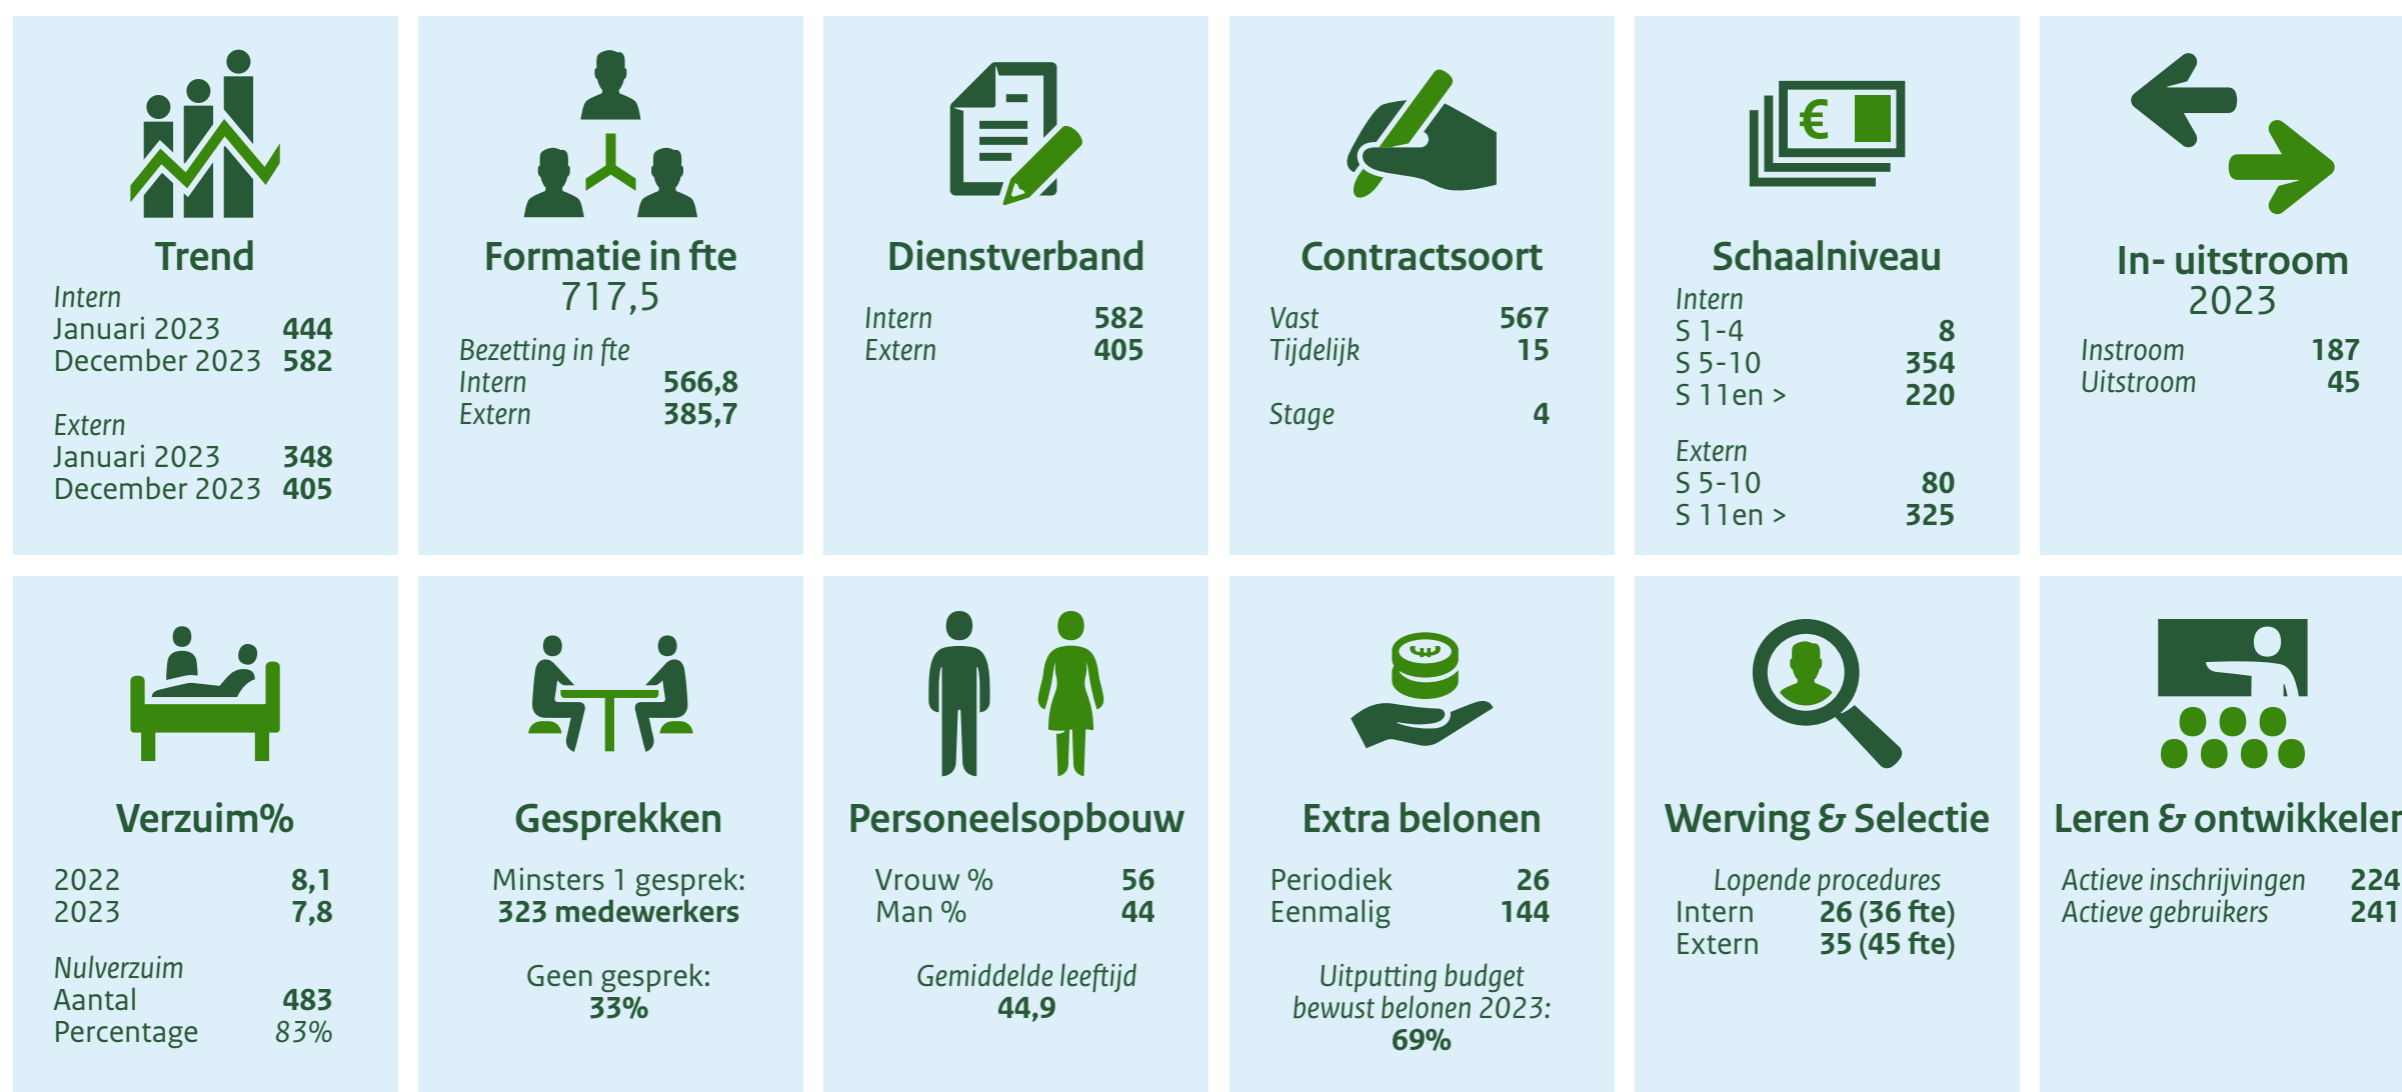 Trend
Intern
Januari 2023 444
December 2023 582
Extern
Januari 2023 348
December 2023 405
Formatie in fte
717,5
Bezetting in fte
Intern 566,8
Extern 385,7
Dienstverband
Intern 582
Extern 405
Contractsoort
Vast 567
Tijdelijk 15
Stage 4
€
Schaalniveau
Intern
S 1-4 8
S 5-10 354
S 11en > 220
Extern
S 5-10 80
S 11en > 325
In- uitstroom
2023
Instroom 187
Uitstroom 45
Verzuim%
2022 8,1
2023 7,8
Nulverzuim
Aantal 483
Percentage 83%
Gesprekken
Minsters 1 gesprek:
323 medewerkers
Geen gesprek:
33%
Personeelsopbouw
Vrouw % 56
Man % 44
Gemiddelde leeftijd
44,9
€
Extra belonen
Periodiek 26
Eenmalig 144
Uitputting budget
bewust belonen 2023:
69%
Werving & Selectie
Lopende procedures
Intern 26 (36 fte)
Extern 35 (45 fte)
Leren & ontwikkelen
Actieve inschrijvingen 224
Actieve gebruikers 241